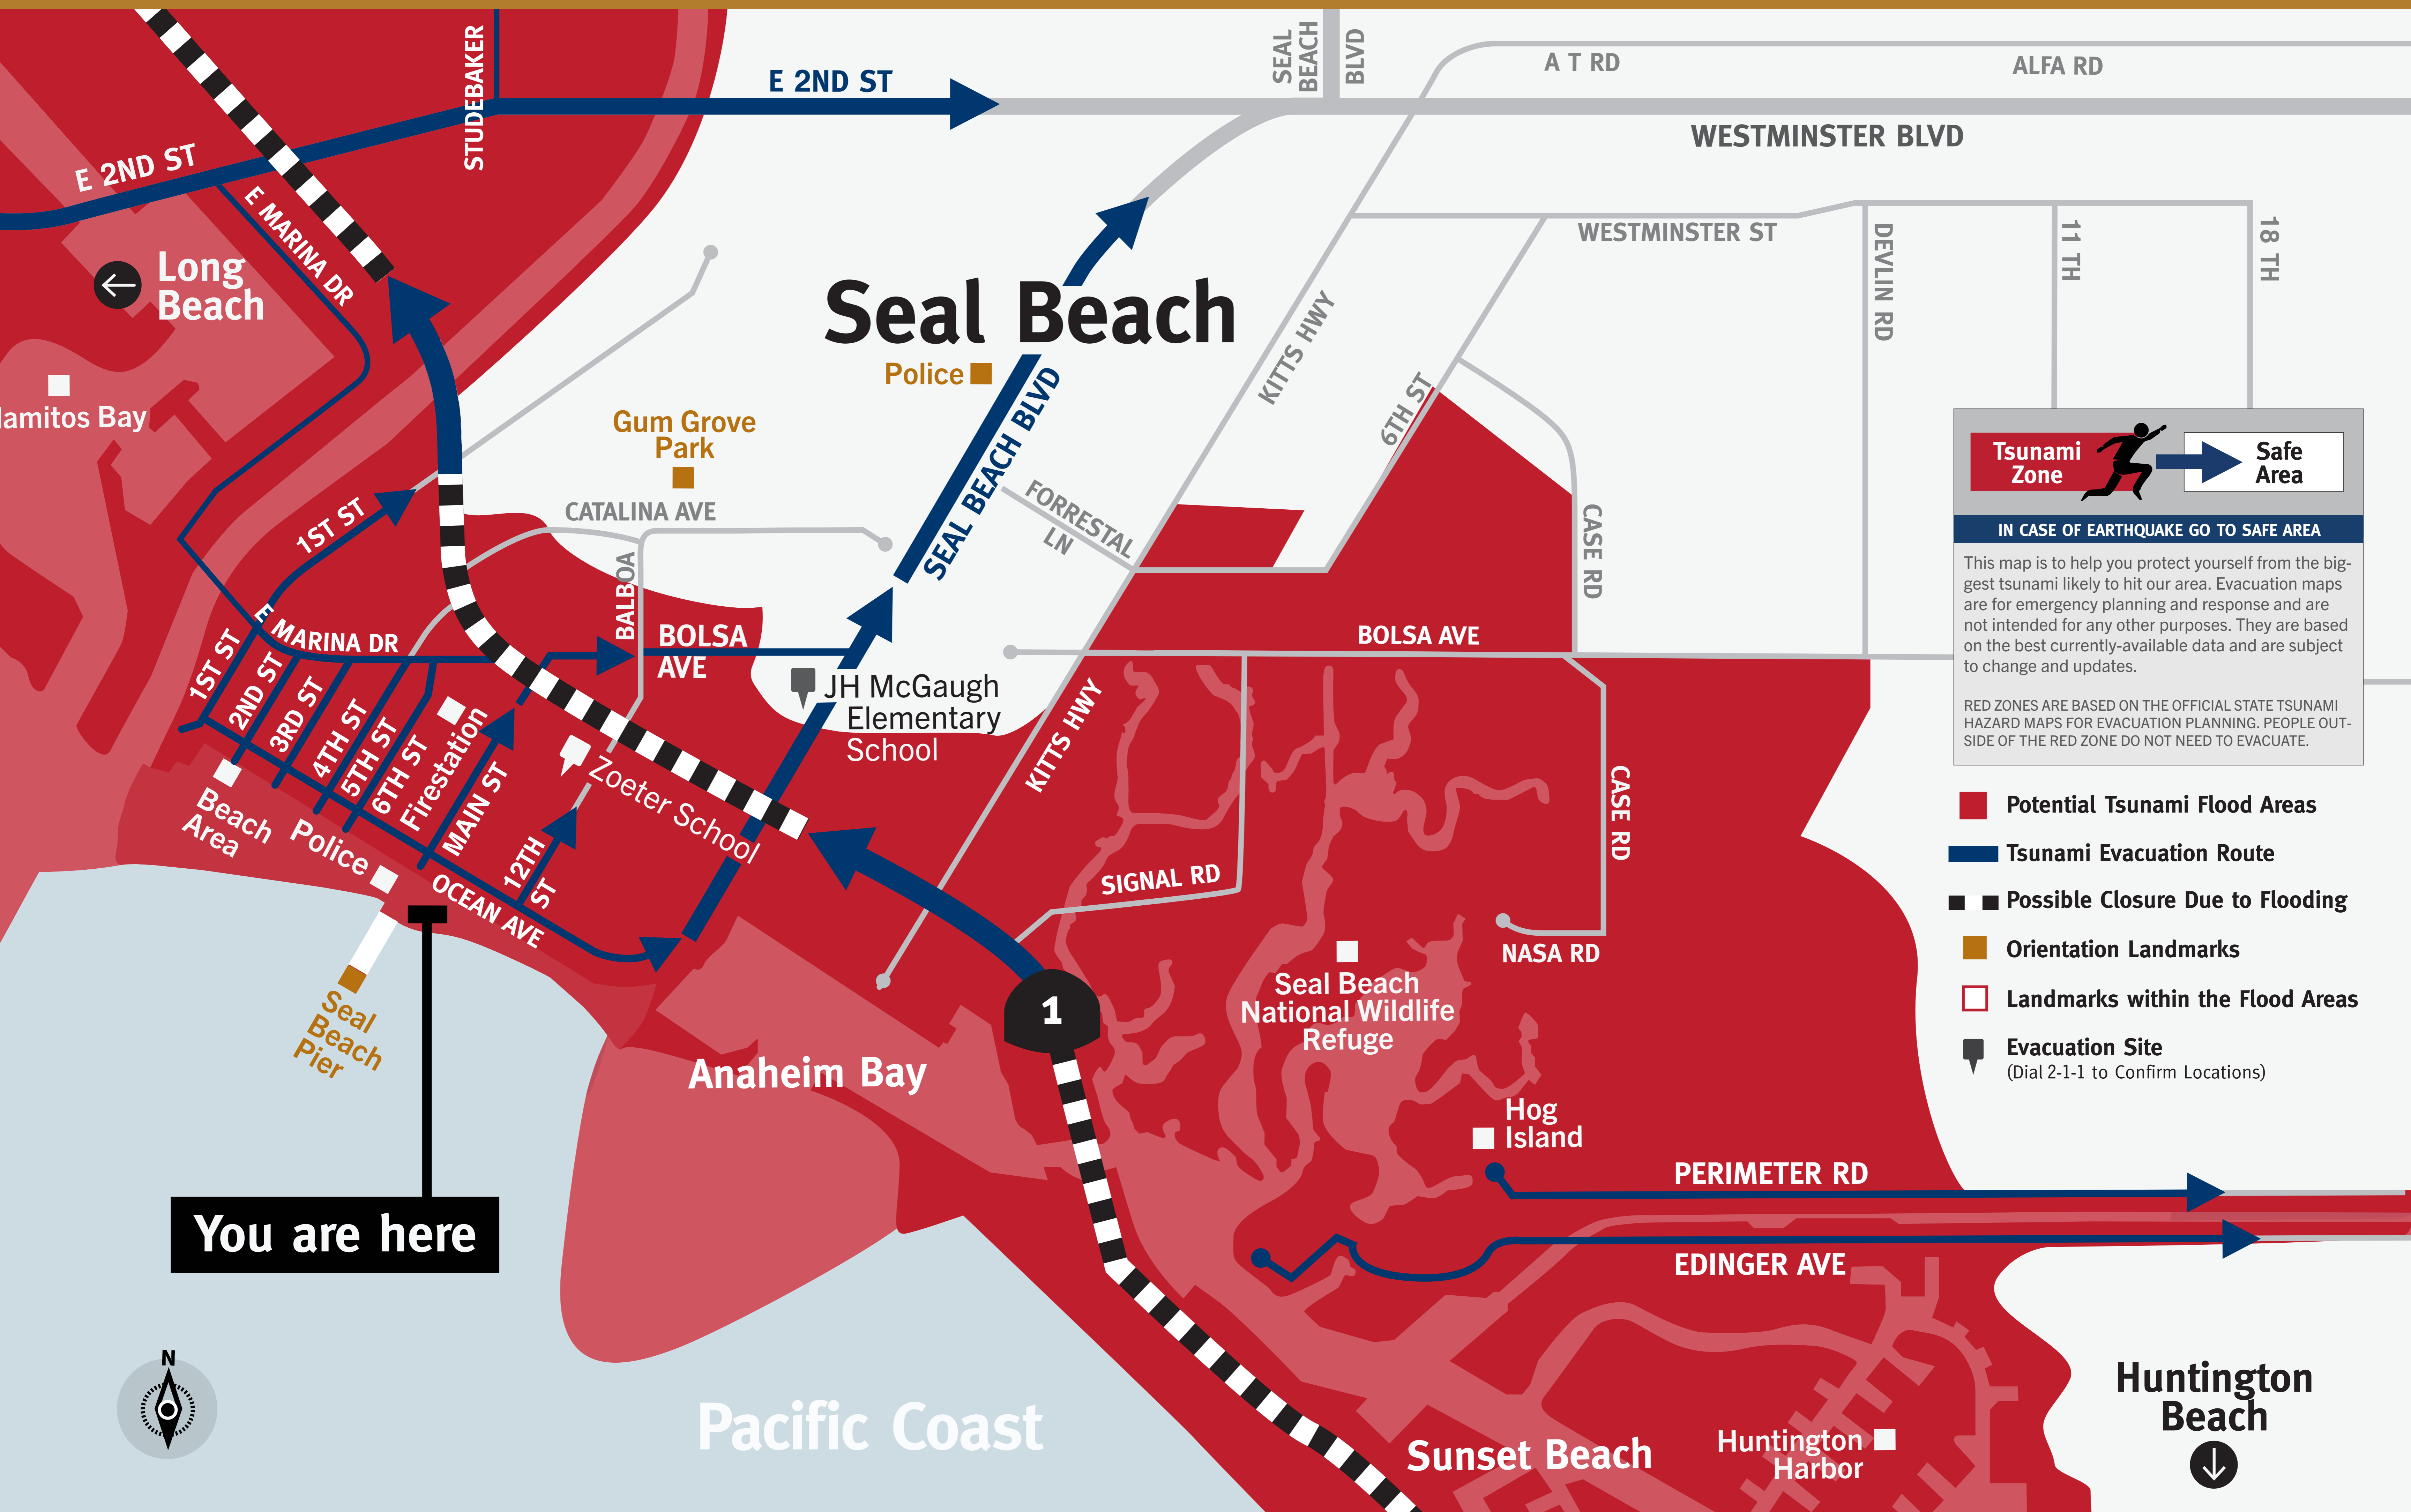 STUDEBAKER
E 2ND ST
SEAL
BEACH
BLVD
A T RD
ALFA RD
WESTMINSTER BLVD
E 2ND ST
E MARINA DR
Long
Beach
WESTMINSTER ST
DEVLIN RD
11 TH
18 TH
Seal Beach
Police
KITTS HWY
6TH ST
lamitos Bay
Gum Grove
Park
SEAL BEACH BLVD
CATALINA AVE
FORRESTAL
LN
CASE RD
1ST ST
BALBOA
Tsunami
Zone
Safe
Area
IN CASE OF EARTHQUAKE GO TO SAFE AREA
This map is to help you protect yourself from the big-
gest tsunami likely to hit our area. Evacuation maps
are for emergency planning and response and are
not intended for any other purposes. They are based
on the best currently-available data and are subject
to change and updates.
RED ZONES ARE BASED ON THE OFFICIAL STATE TSUNAMI
HAZARD MAPS FOR EVACUATION PLANNING. PEOPLE OUT-
SIDE OF THE RED ZONE DO NOT NEED TO EVACUATE.
E MARINA DR
BOLSA
AVE
BOLSA AVE
1ST ST
2ND ST
3RD ST
4TH ST
5TH ST
6TH ST
Firestation
MAIN ST
12TH
ST
JH McGaugh
Elementary
School
KITTS HWY
Zoeter School
CASE RD
Beach
Area
Police
OCEAN AVE
SIGNAL RD
NASA RD
Potential Tsunami Flood Areas
Tsunami Evacuation Route
Possible Closure Due to Flooding
Orientation Landmarks
Landmarks within the Flood Areas
Evacuation Site
(Dial 2-1-1 to Confirm Locations)
Seal
Beach
Pier
1
Seal Beach
National Wildlife
Refuge
Anaheim Bay
Hog
Island
PERIMETER RD
You are here
EDINGER AVE
N
Pacific Coast
Sunset Beach
Huntington
Harbor
Huntington
Beach